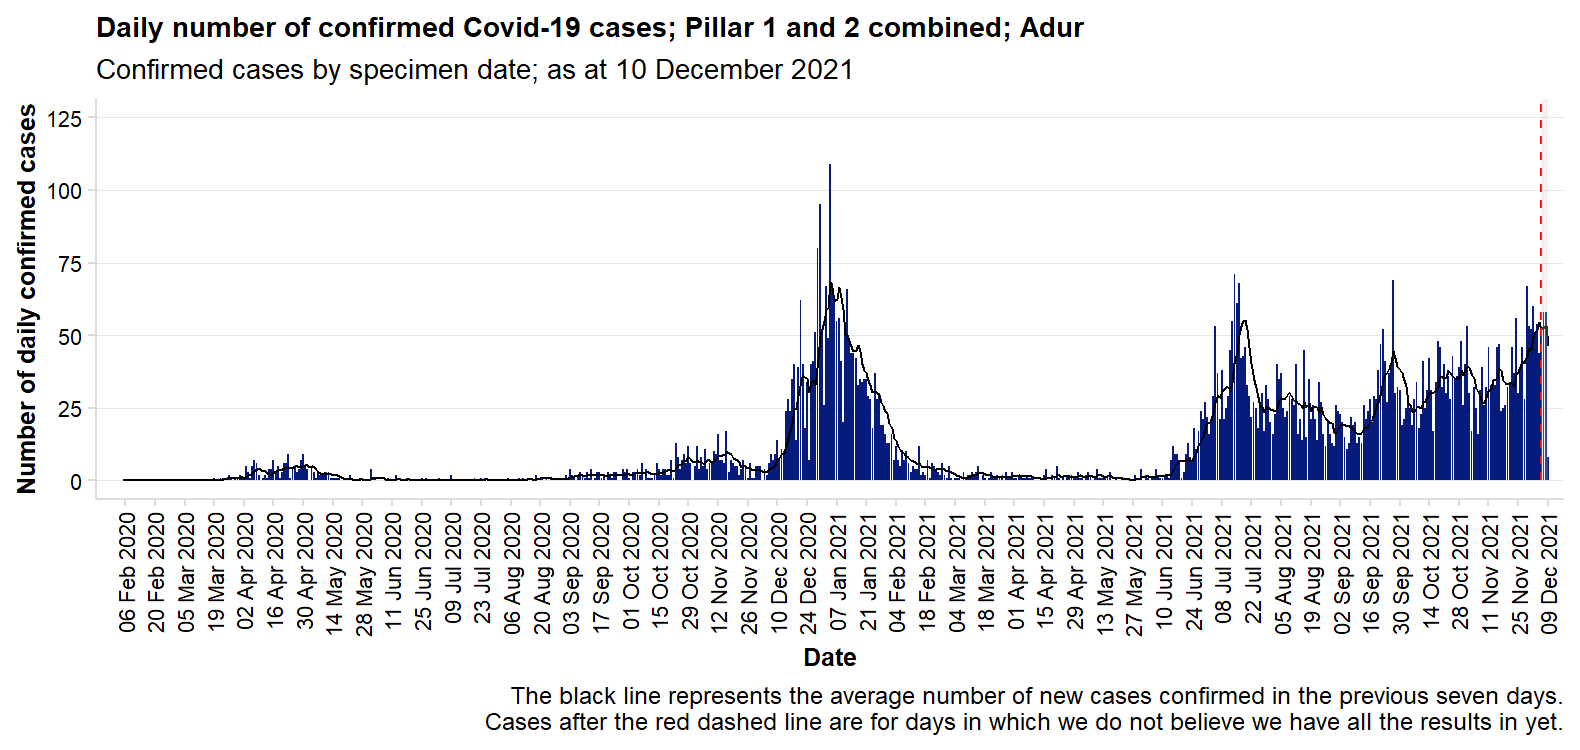 Daily number of confirmed Covid-19 cases; Pillar 1 and 2 combined; Adur
Confirmed cases by specimen date; as at 10 December 2021
Number of daily confirmed cases
125
100
75
50
25
0
06 Feb 2020
20 Feb 2020
05 Mar 2020
19 Mar 2020
02 Apr 2020
16 Apr 2020
30 Apr 2020
14 May 2020
28 May 2020
11 Jun 2020
25 Jun 2020
09 Jul 2020
23 Jul 2020
06 Aug 2020
20 Aug 2020
03 Sep 2020
17 Sep 2020
01 Oct 2020
15 Oct 2020
29 Oct 2020
12 Nov 2020
26 Nov 2020
10 Dec 2020
24 Dec 2020
07 Jan 2021
21 Jan 2021
04 Feb 2021
18 Feb 2021
04 Mar 2021
18 Mar 2021
01 Apr 2021
15 Apr 2021
29 Apr 2021
13 May 2021
27 May 2021
10 Jun 2021
24 Jun 2021
08 Jul 2021
22 Jul 2021
05 Aug 2021
19 Aug 2021
02 Sep 2021
16 Sep 2021
30 Sep 2021
14 Oct 2021
28 Oct 2021
11 Nov 2021
25 Nov 2021
09 Dec 2021
Date
The black line represents the average number of new cases confirmed in the previous seven days.
Cases after the red dashed line are for days in which we do not believe we have all the results in yet.